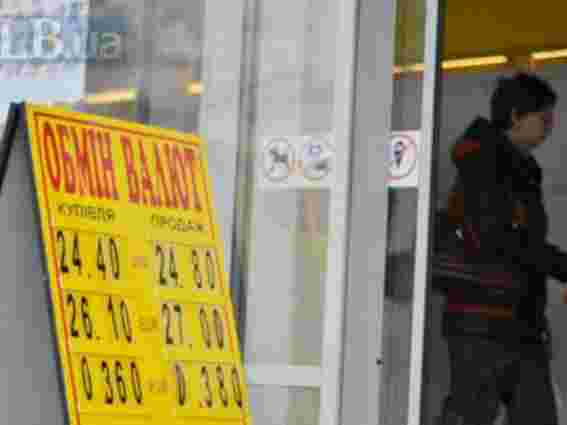 LB.ua
ОБМІН ВАЛЮТ
КУПІВЛЯ ПРОДАЖ
24.40 24.80
26.10 27.00
0.360 0.380